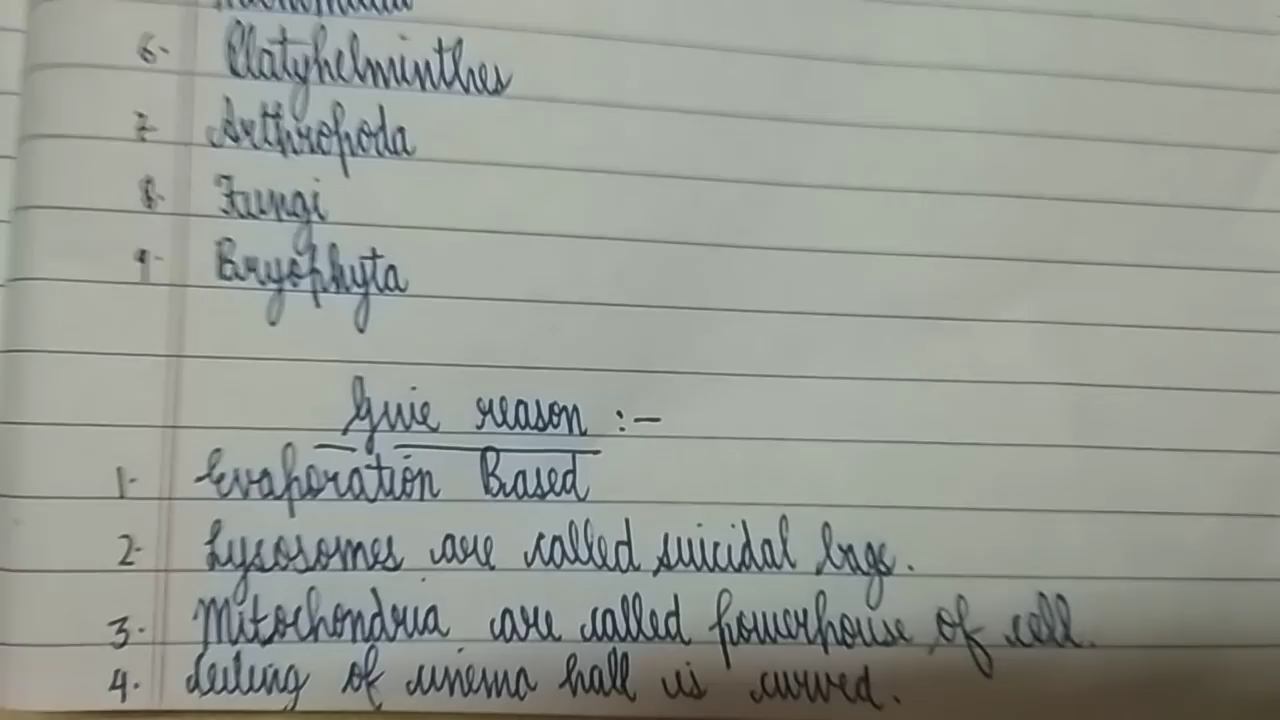 6. Platyhelminthes
7. Arthropoda
8. Fungi
9. Bryophyta
Give reason :-
1. Evaporation Based
2. Lysosomes are called suicidal bags.
3. Mitochondria are called powerhouse of cell.
4. Ceiling of cinema hall is curved.